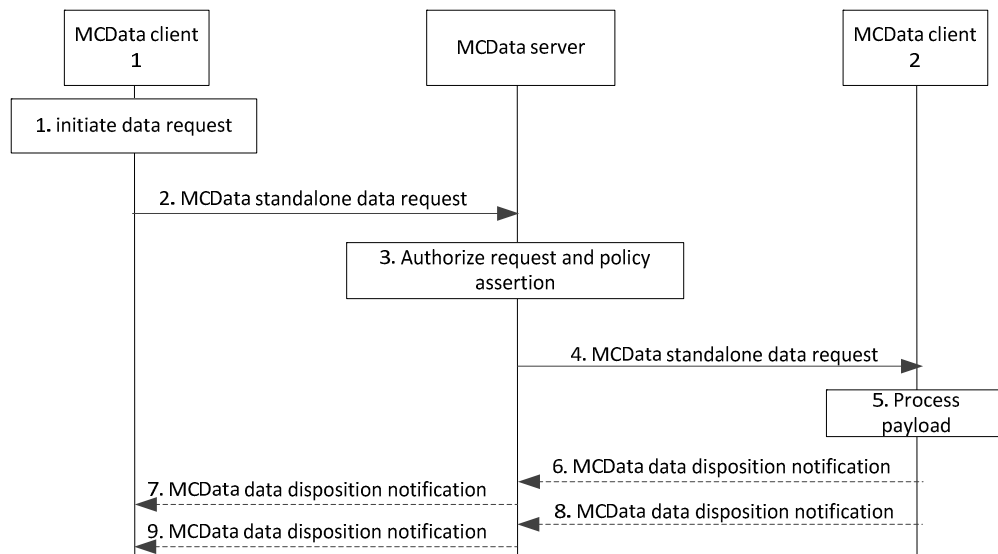 MCData client
1
MCData server
MCData client
2
1. initiate data request
2. MCData standalone data request
3. Authorize request and policy
assertion
4. MCData standalone data request
5. Process
payload
6. MCData data disposition notification
7. MCData data disposition notification
8. MCData data disposition notification
9. MCData data disposition notification